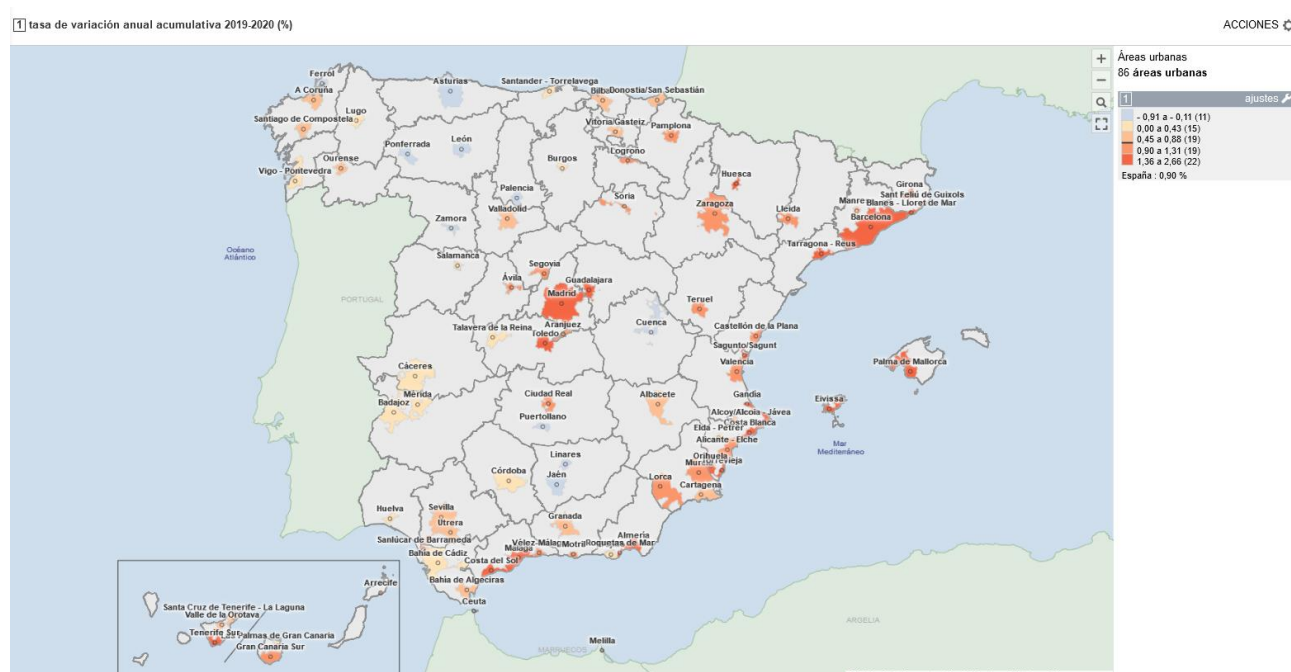 1 tasa de variación anual acumulativa 2019-2020 (%)
ACCIONES
Áreas urbanas
86 áreas urbanas
1 ajustes
- 0,91 a - 0,11 (11)
0,00 a 0,43 (15)
0,45 a 0,88 (19)
0,90 a 1,31 (19)
1,36 a 2,66 (22)
España : 0,90 %
Ferrol
Asturias
Santander - Torrelavega
A Coruña
Donostia/San Sebastián
Lugo
Santiago de Compostela
Vitoria/Gasteiz
Pamplona
León
Ponferrada
Logroño
Ourense
Burgos
Vigo - Pontevedra
Huesca
Girona
Palencia
Soria
Sant Feliú de Guixols
Valladolid
Zaragoza
Lleida
Blanes - Lloret de Mar
Zamora
Barcelona
Océano
Atlántico
Salamanca
Tarragona - Reus
Segovia
Ávila
Guadalajara
Madrid
PORTUGAL
Teruel
Aranjuez
Cuenca
Castellón de la Plana
Talavera de la Reina
Toledo
Sagunto/Sagunt
Cáceres
Valencia
Palma de Mallorca
Mérida
Ciudad Real
Albacete
Gandia
Eivissa
Badajoz
Puertollano
Alcoy/Alcoia
Jávea
Costa Blanca
Elda - Petrer
Alicante - Elche
Mar
Mediterráneo
Linares
Orihuela
Córdoba
Jaén
Lorca
Cartagena
Huelva
Sevilla
Utrera
Granada
Almería
Sanlúcar de Barrameda
Motril
Roquetas de Mar
Bahía de Cádiz
Costa del Sol
Bahía de Algeciras
Arrecife
Ceuta
Santa Cruz de Tenerife - La Laguna
Valle de la Orotava
Tenerife Sur
Palmas de Gran Canaria
Gran Canaria Sur
ARGELIA
Melilla
MARRUECOS